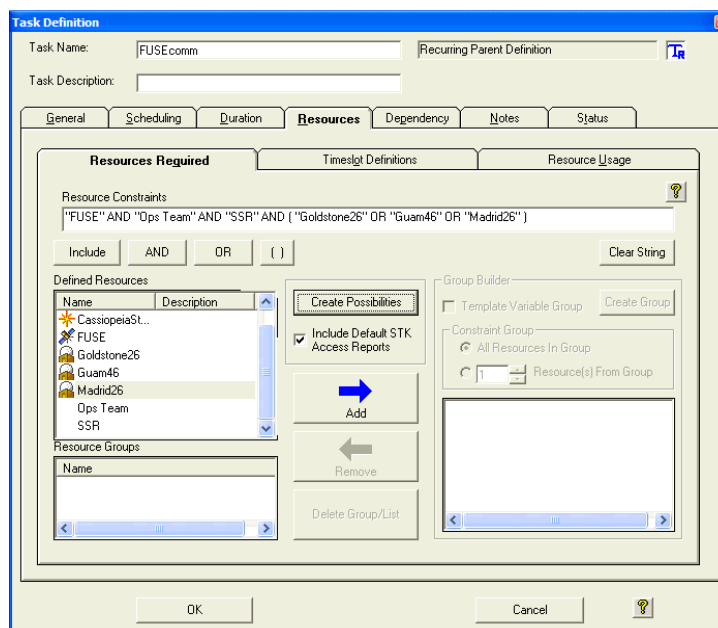 Task Definition
Task Name: FUSEcomm Recurring Parent Definition TR
Task Description:
General Scheduling Duration Resources Dependency Notes Status
Resources Required Timeslot Definitions Resource Usage
Resource Constraints ?
"FUSE" AND "Ops Team" AND "SSR" AND ( "Goldstone26" OR "Guam46" OR "Madrid26" )
Include AND OR ( ) Clear String
Defined Resources
Name Description
CassiopeiaSt...
FUSE
Goldstone26
Guam46
Madrid26
Ops Team
SSR
Resource Groups
Name
Create Possibilities
Include Default STK
Access Reports
Add
Remove
Delete Group/List
Group Builder
Template Variable Group Create Group
Constraint Group
All Resources In Group
1 Resource(s) From Group
OK Cancel ?